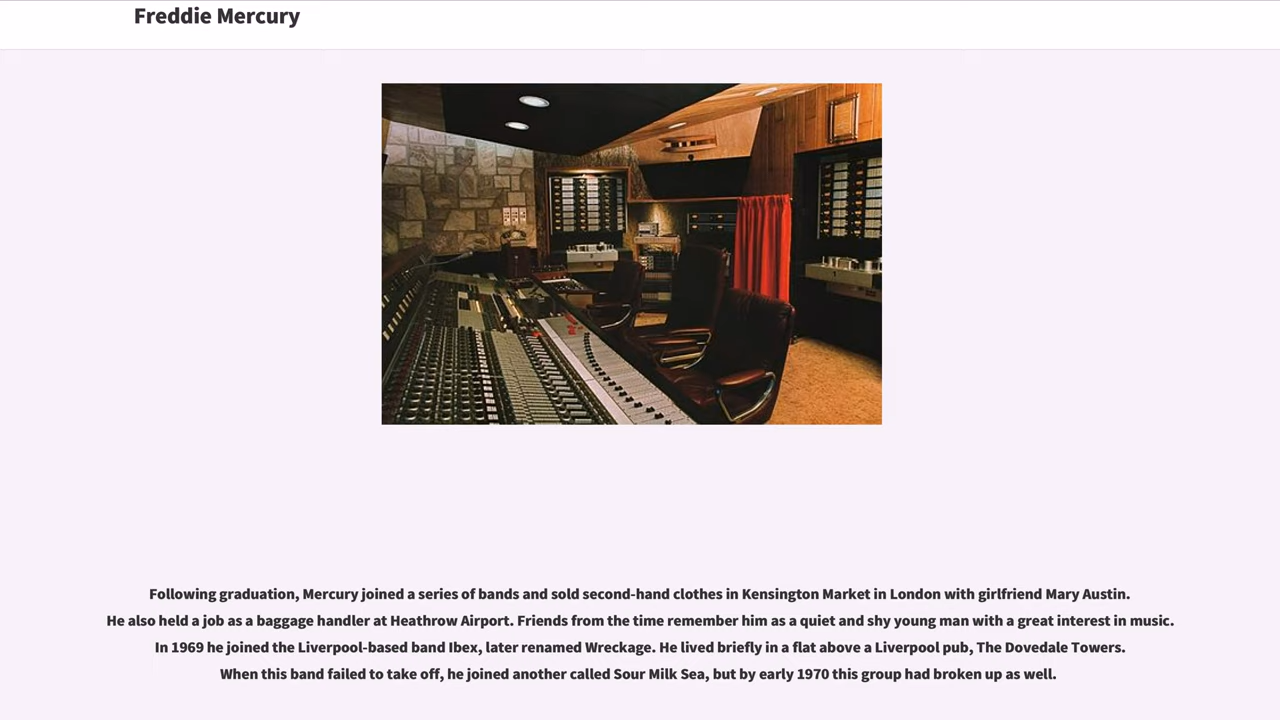 Freddie Mercury
Following graduation, Mercury joined a series of bands and sold second-hand clothes in Kensington Market in London with girlfriend Mary Austin.
He also held a job as a baggage handler at Heathrow Airport. Friends from the time remember him as a quiet and shy young man with a great interest in music.
In 1969 he joined the Liverpool-based band Ibex, later renamed Wreckage. He lived briefly in a flat above a Liverpool pub, The Dovedale Towers.
When this band failed to take off, he joined another called Sour Milk Sea, but by early 1970 this group had broken up as well.